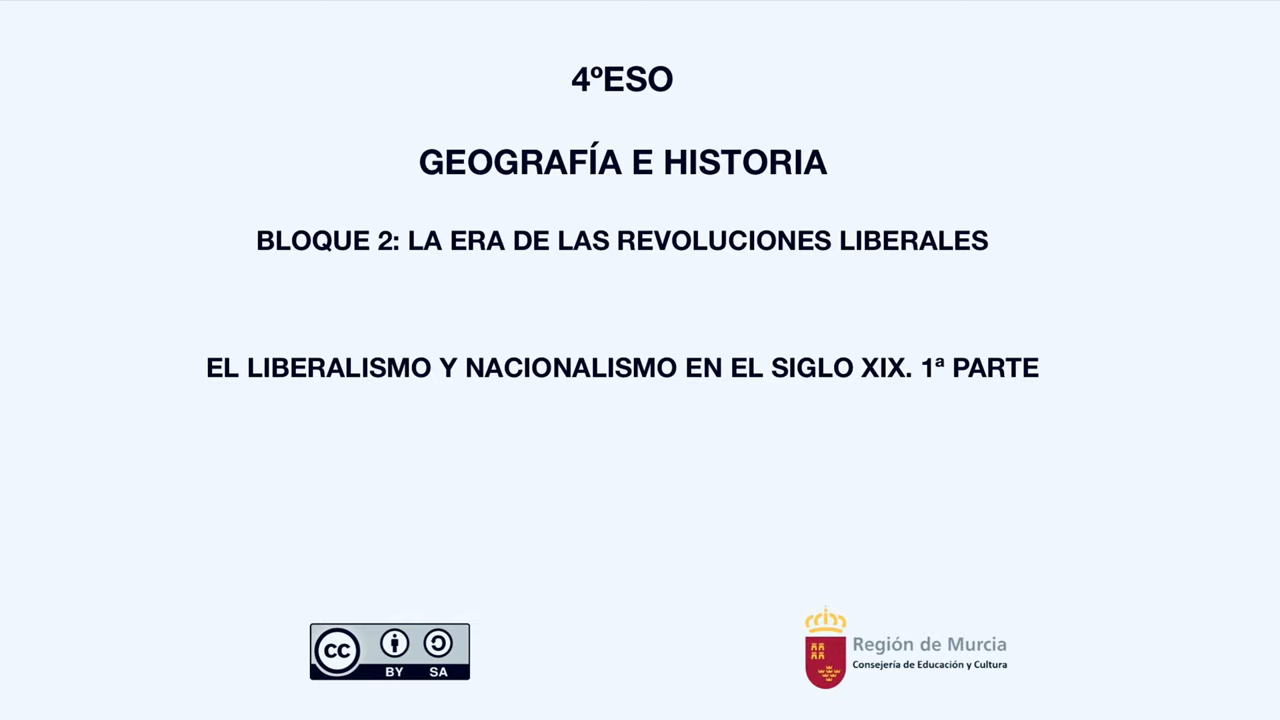 4ºESO
GEOGRAFÍA E HISTORIA
BLOQUE 2: LA ERA DE LAS REVOLUCIONES LIBERALES
EL LIBERALISMO Y NACIONALISMO EN EL SIGLO XIX. 1ª PARTE
CC
BY SA
Región de Murcia
Consejería de Educación y Cultura